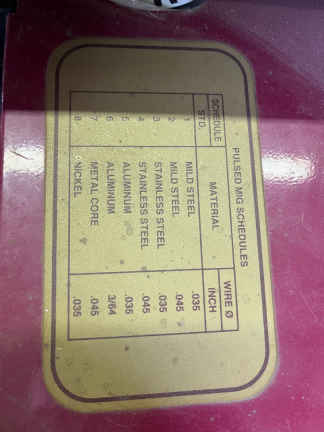 PULSED MIG SCHEDULES
SCHEDULE MATERIAL WIRE Ø
STD. INCH
1 MILD STEEL .035
2 MILD STEEL .045
3 STAINLESS STEEL .035
4 STAINLESS STEEL .045
5 ALUMINUM .035
6 ALUMINUM 3/64
7 METAL CORE .045
8 NICKEL .035